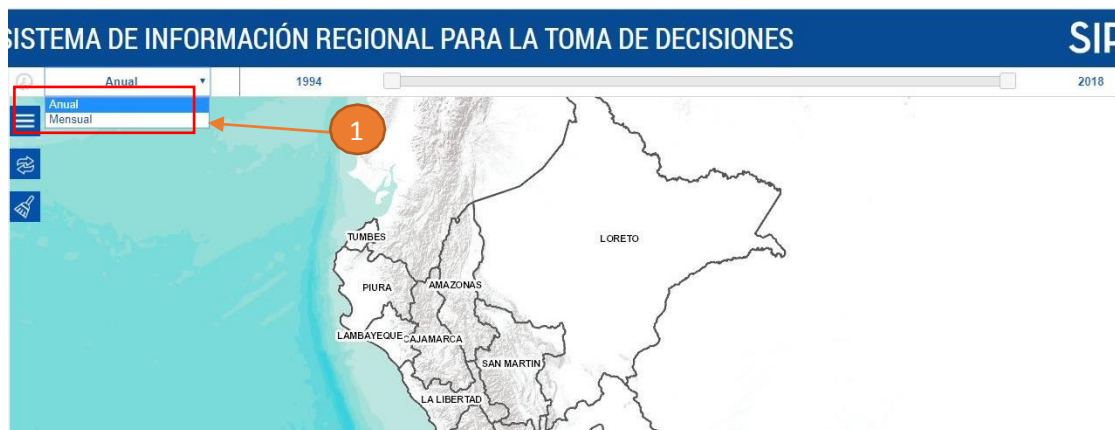 SISTEMA DE INFORMACIÓN REGIONAL PARA LA TOMA DE DECISIONES
Anual 1994 2018
Anual
Mensual
1
TUMBES
LORETO
PIURA
AMAZONAS
LAMBAYEQUE
CAJAMARCA
SAN MARTIN
LA LIBERTAD